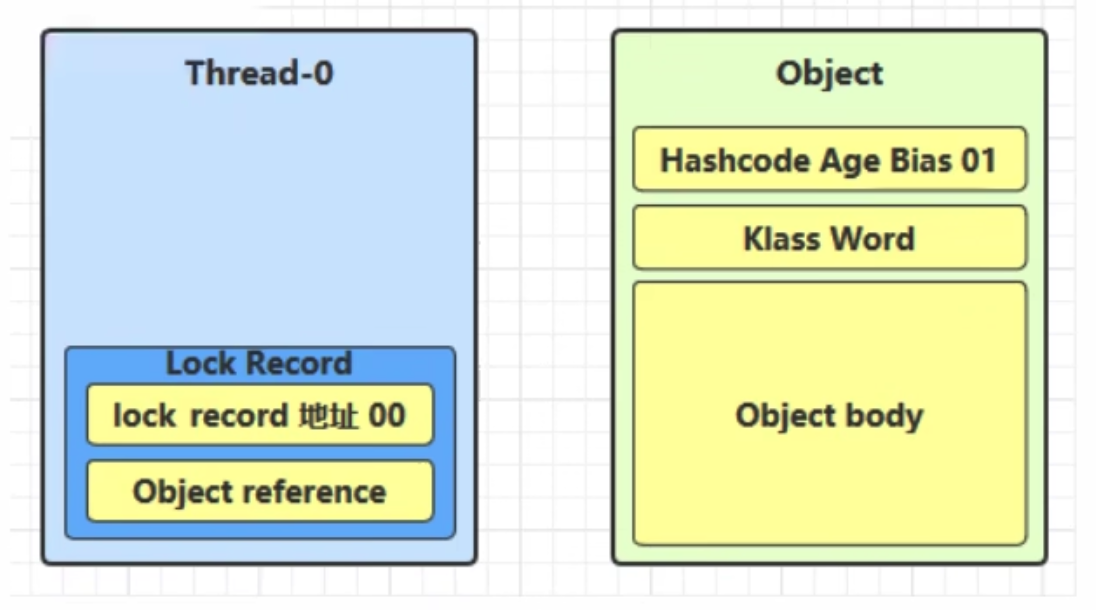 Thread-0
Lock Record
lock record 地址 00
Object reference
Object
Hashcode Age Bias 01
Klass Word
Object body